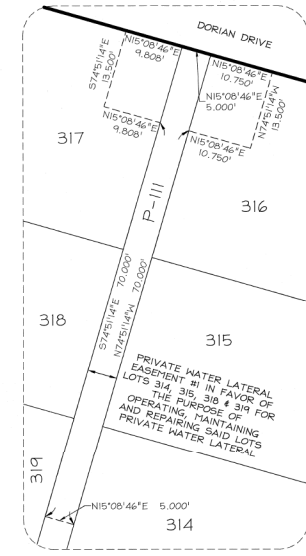 DORIAN DRIVE
N15°08'46"E
9.808'
S74°51'14"E
13.500'
N15°08'46"E
10.750'
N15°08'46"E
5.000'
N74°51'14"W
13.500'
N15°08'46"E
9.808'
N15°08'46"E
10.750'
317
316
P-111
S74°51'14"E 70.000'
N74°51'14"W 70.000'
318
315
PRIVATE WATER LATERAL
EASEMENT #1 IN FAVOR OF
LOTS 314, 315, 318 & 319 FOR
THE PURPOSE OF
OPERATING, MAINTAINING
AND REPAIRING SAID LOTS
PRIVATE WATER LATERAL
319
N15°08'46"E 5.000'
314